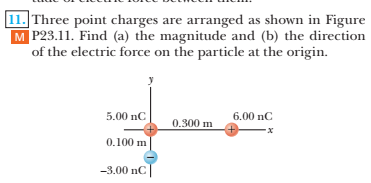 11. Three point charges are arranged as shown in Figure
M P23.11. Find (a) the magnitude and (b) the direction
of the electric force on the particle at the origin.
y
5.00 nC
6.00 nC
0.300 m
+
+
x
0.100 m
−
−3.00 nC